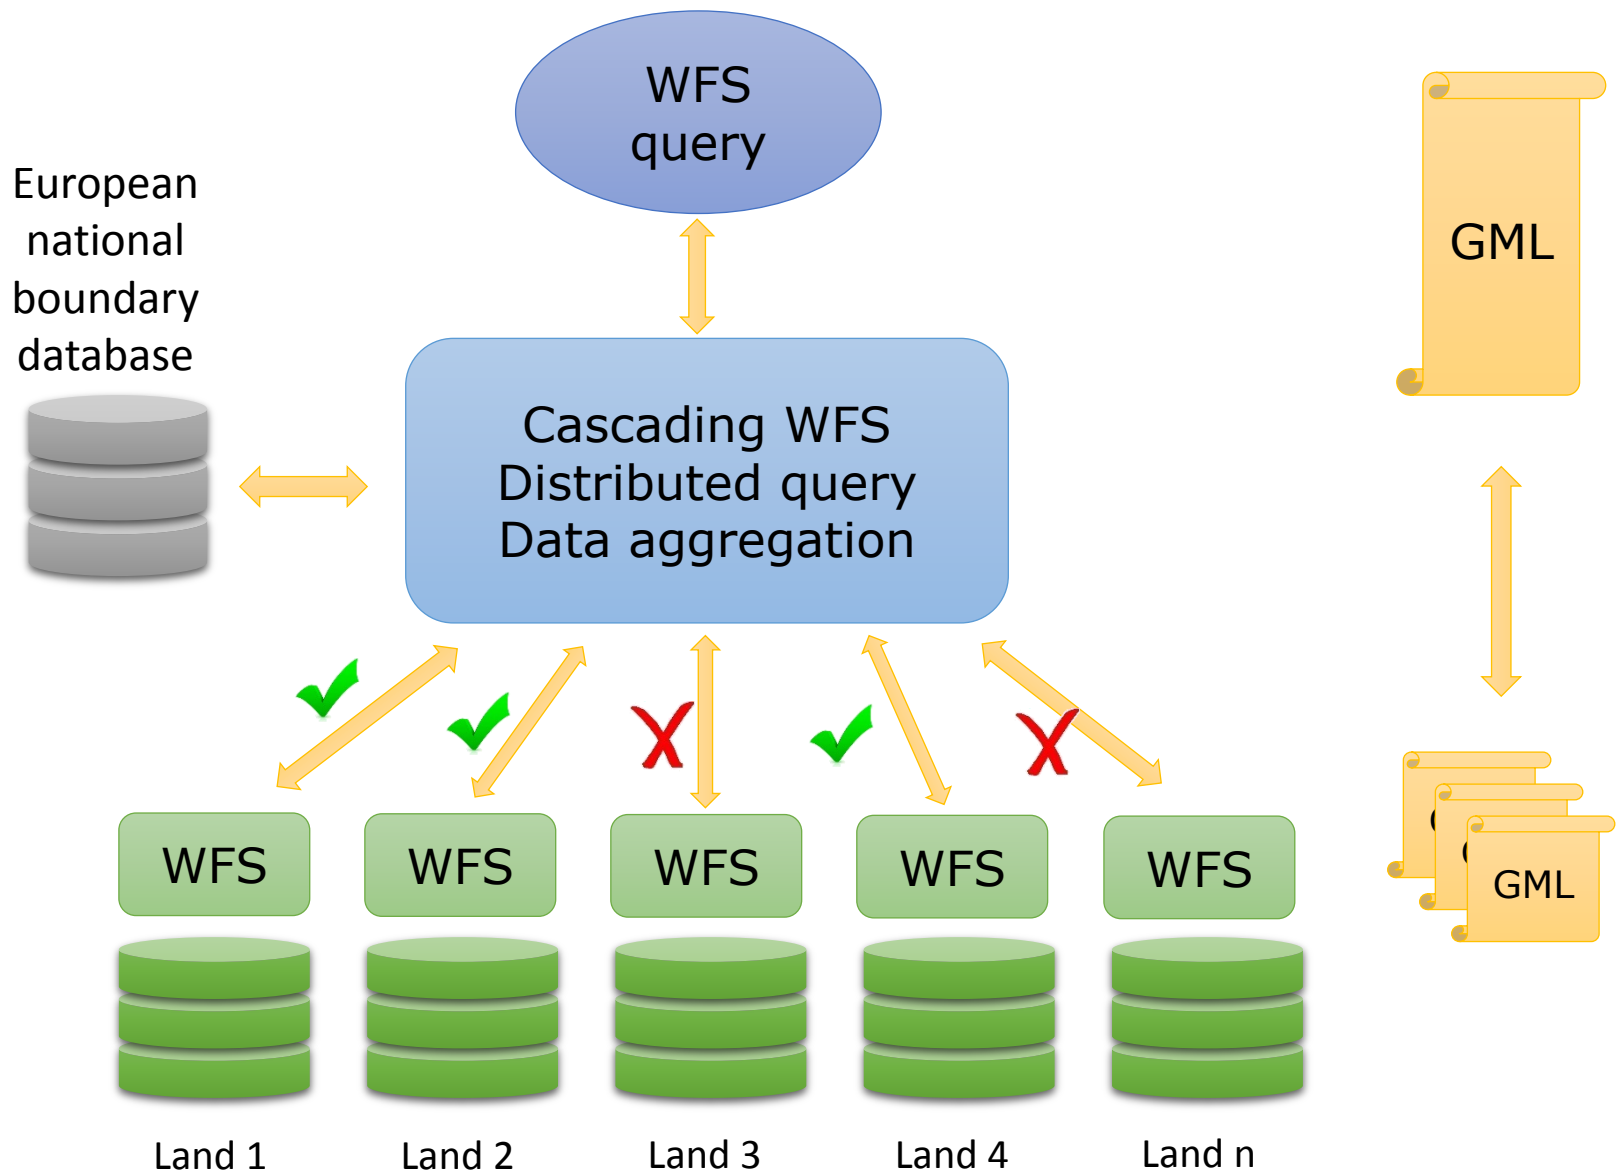 WFS
query
European
national
boundary
database
GML
Cascading WFS
Distributed query
Data aggregation
WFS
WFS
WFS
WFS
WFS
GML
Land 1
Land 2
Land 3
Land 4
Land n